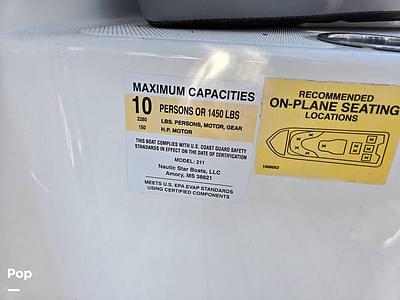 MAXIMUM CAPACITIES
10 PERSONS OR 1450 LBS
2280 LBS. PERSONS, MOTOR, GEAR
150 H.P. MOTOR
THIS BOAT COMPLIES WITH U.S. COAST GUARD SAFETY
STANDARDS IN EFFECT ON THE DATE OF CERTIFICATION
MODEL: 211
Nautic Star Boats, LLC
Amory, MS 38821
MEETS U.S. EPA EVAP STANDARDS
USING CERTIFIED COMPONENTS
RECOMMENDED
ON-PLANE SEATING
LOCATIONS
Pop